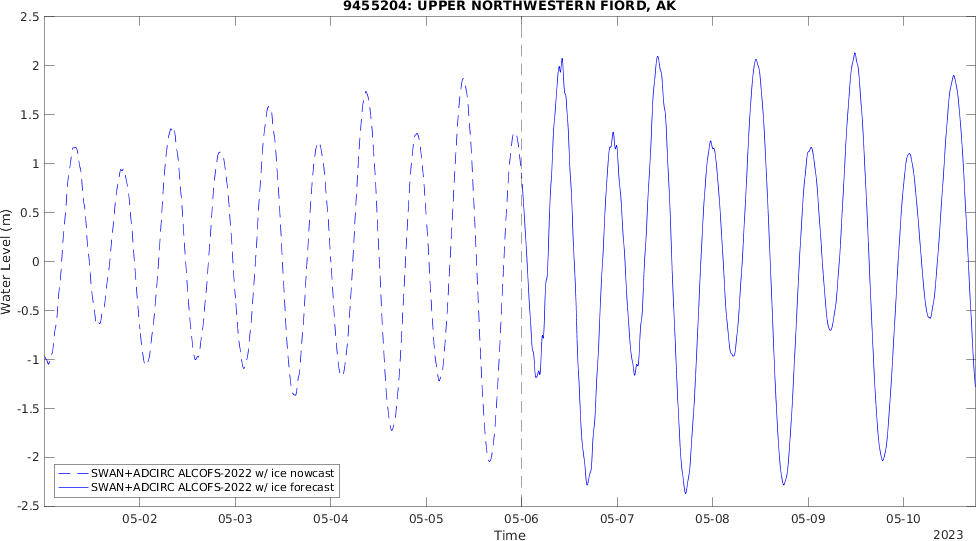 9455204: UPPER NORTHWESTERN FIORD, AK
2.5
2
1.5
1
0.5
0
-0.5
-1
-1.5
-2
-2.5
Water Level (m)
SWAN+ADCIRC ALCOFS-2022 w/ ice nowcast
SWAN+ADCIRC ALCOFS-2022 w/ ice forecast
05-02 05-03 05-04 05-05 05-06 05-07 05-08 05-09 05-10
Time
2023